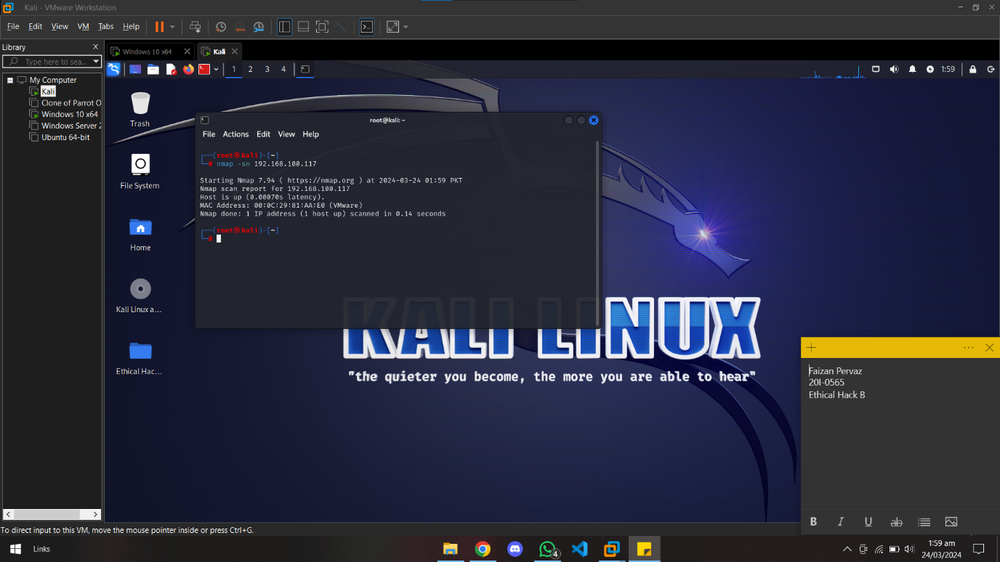 Kali - VMware Workstation
File Edit View VM Tabs Help
Library
Type here to sea...
My Computer
Kali
Clone of Parrot O
Windows 10 x64
Windows Server 2
Ubuntu 64-bit
Windows 10 x64
Kali
1 2 3 4
1:59
Trash
File System
Home
Kali Linux a...
Ethical Hac...
root@kali: ~
File Actions Edit View Help
(root㉿kali)-[~]
# nmap -sn 192.168.100.117
Starting Nmap 7.94 ( https://nmap.org ) at 2024-03-24 01:59 PKT
Nmap scan report for 192.168.100.117
Host is up (0.00070s latency).
MAC Address: 00:0C:29:81:AA:E0 (VMware)
Nmap done: 1 IP address (1 host up) scanned in 0.14 seconds
(root㉿kali)-[~]
#
KALI LINUX
"the quieter you become, the more you are able to hear"
Faizan Pervaz
20I-0565
Ethical Hack B
B I U ab
To direct input to this VM, move the mouse pointer inside or press Ctrl+G.
Links
4
1:59 am
24/03/2024